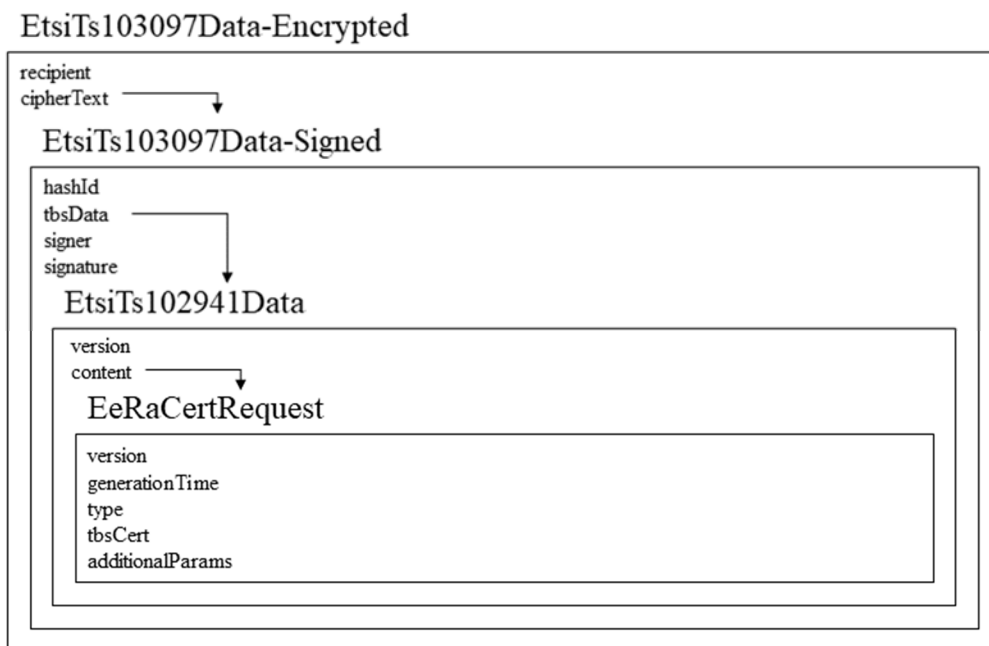 EtsiTs103097Data-Encrypted
recipient
cipherText
EtsiTs103097Data-Signed
hashId
tbsData
signer
signature
EtsiTs102941Data
version
content
EeRaCertRequest
version
generationTime
type
tbsCert
additionalParams